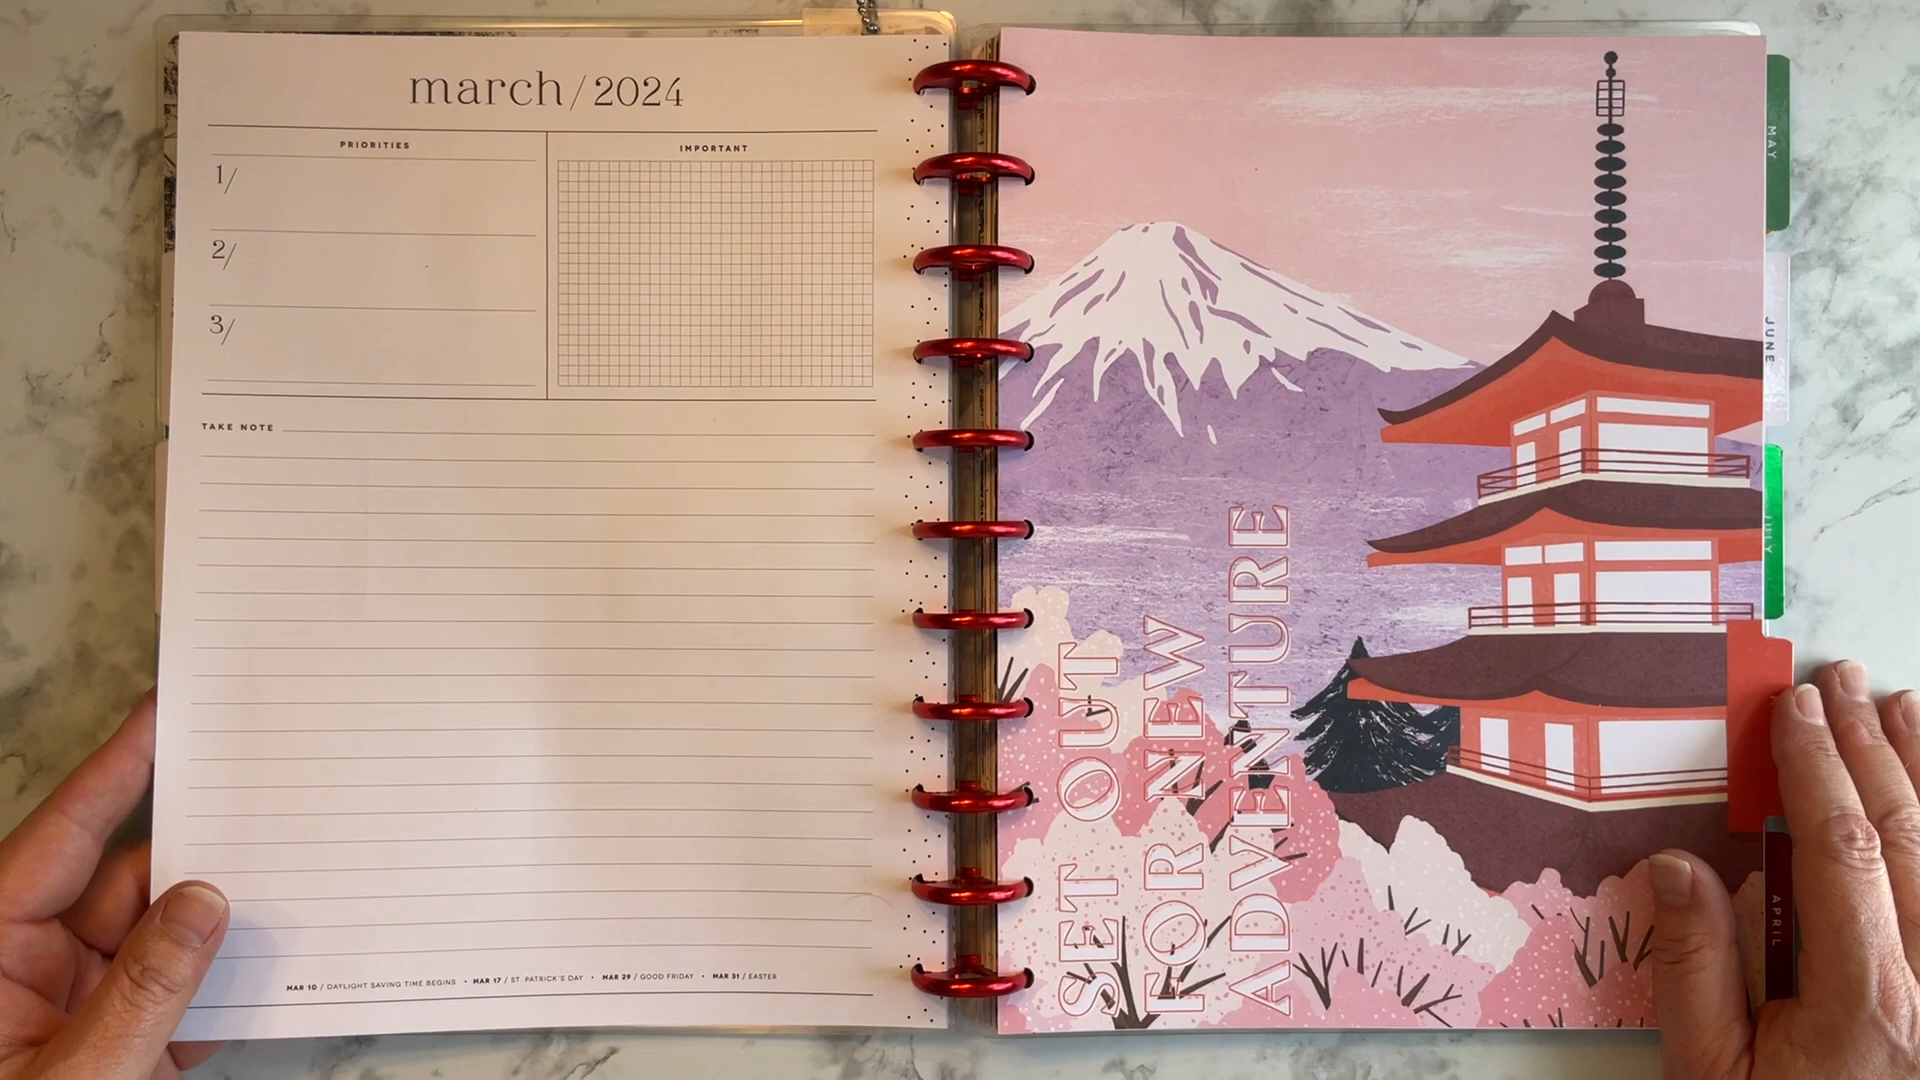 march / 2024
PRIORITIES
IMPORTANT
1/
2/
3/
TAKE NOTE
MAR 10 / DAYLIGHT SAVING TIME BEGINS • MAR 17 / ST PATRICK'S DAY • MAR 29 / GOOD FRIDAY • MAR 31 / EASTER
SET OUT
FOR NEW
ADVENTURE
MAY
JUNE
JULY
APRIL